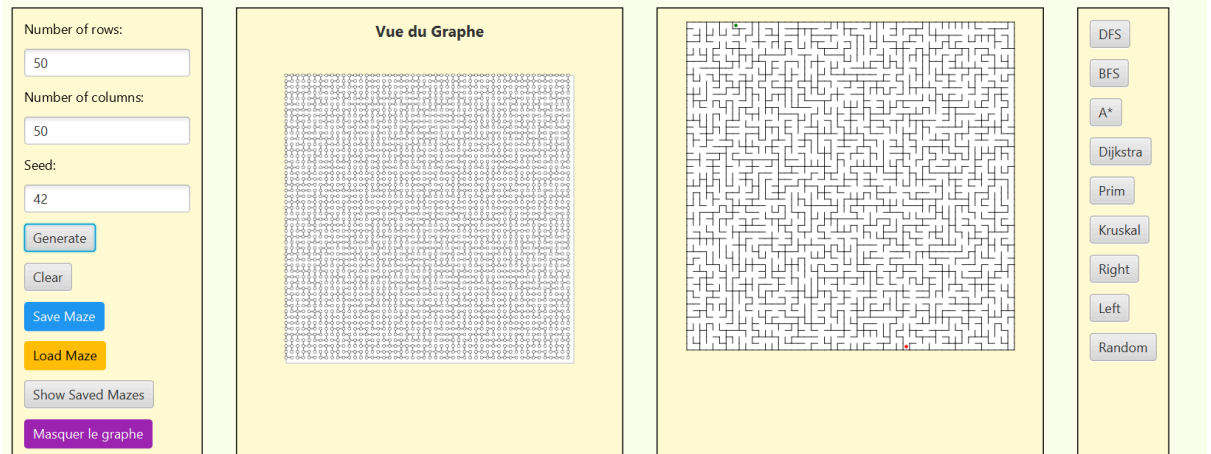 Number of rows:
50
Number of columns:
50
Seed:
42
Generate
Clear
Save Maze
Load Maze
Show Saved Mazes
Masquer le graphe
Vue du Graphe
DFS
BFS
A*
Dijkstra
Prim
Kruskal
Right
Left
Random